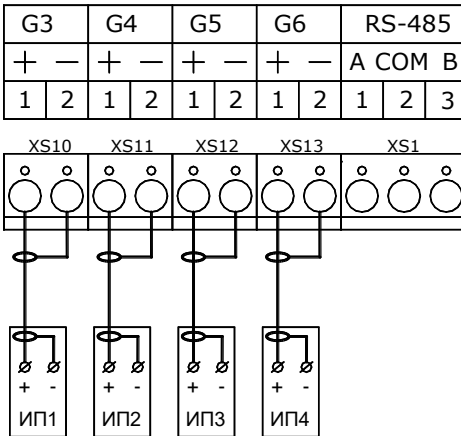 G3 G4 G5 G6 RS-485
+ − + − + − + − A COM B
1 2 1 2 1 2 1 2 1 2 3
XS10 XS11 XS12 XS13 XS1
+ - + - + - + -
ИП1 ИП2 ИП3 ИП4